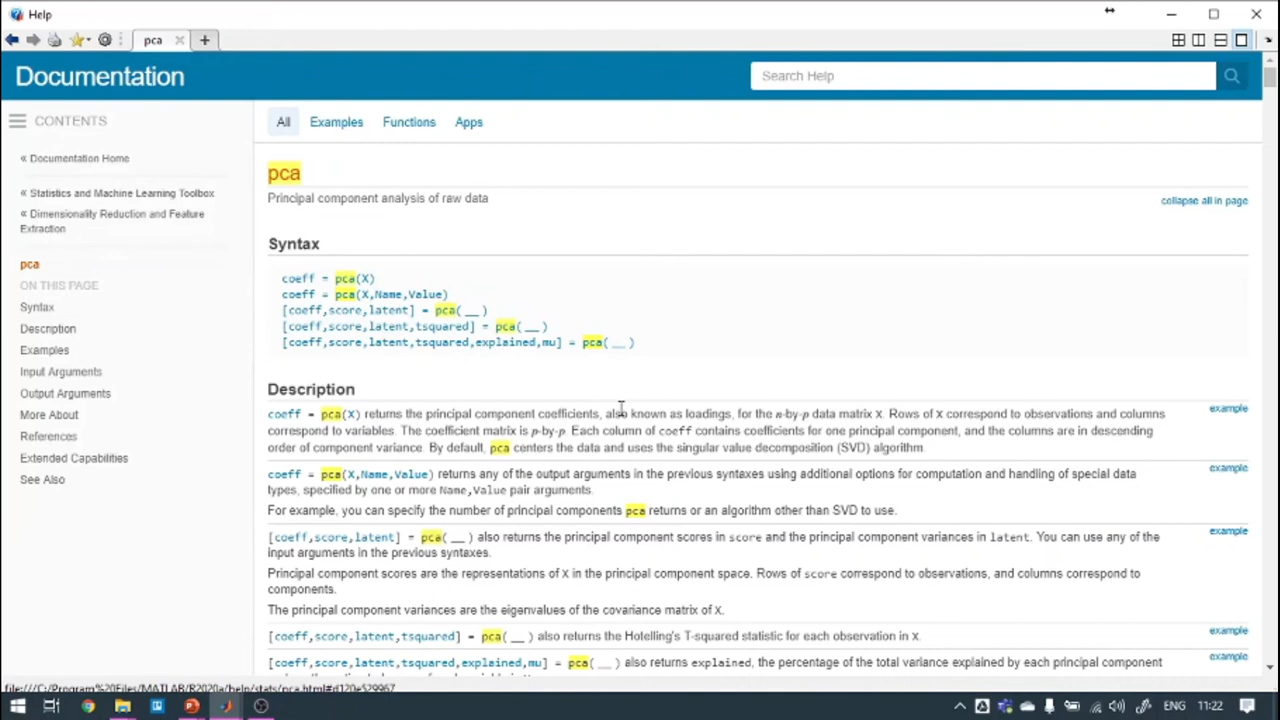 Help
pca
Documentation
Search Help
CONTENTS
« Documentation Home
« Statistics and Machine Learning Toolbox
« Dimensionality Reduction and Feature
Extraction
pca
ON THIS PAGE
Syntax
Description
Examples
Input Arguments
Output Arguments
More About
References
Extended Capabilities
See Also
All Examples Functions Apps
pca
Principal component analysis of raw data
collapse all in page
Syntax
coeff = pca(X)
coeff = pca(X,Name,Value)
[coeff,score,latent] = pca(__)
[coeff,score,latent,tsquared] = pca(__)
[coeff,score,latent,tsquared,explained,mu] = pca(__)
Description
coeff = pca(X) returns the principal component coefficients, also known as loadings, for the n-by-p data matrix X. Rows of X correspond to observations and columns
example
correspond to variables. The coefficient matrix is p-by-p. Each column of coeff contains coefficients for one principal component, and the columns are in descending
order of component variance. By default, pca centers the data and uses the singular value decomposition (SVD) algorithm.
coeff = pca(X,Name,Value) returns any of the output arguments in the previous syntaxes using additional options for computation and handling of special data
example
types, specified by one or more Name,Value pair arguments.
For example, you can specify the number of principal components pca returns or an algorithm other than SVD to use.
[coeff,score,latent] = pca(__) also returns the principal component scores in score and the principal component variances in latent. You can use any of the
example
input arguments in the previous syntaxes.
Principal component scores are the representations of X in the principal component space. Rows of score correspond to observations, and columns correspond to
components.
The principal component variances are the eigenvalues of the covariance matrix of X.
[coeff,score,latent,tsquared] = pca(__) also returns the Hotelling's T-squared statistic for each observation in X.
example
[coeff,score,latent,tsquared,explained,mu] = pca(__) also returns explained, the percentage of the total variance explained by each principal component
example
file:///C:/Program%20Files/MATLAB/R2020a/help/stats/pca.html#d120e529967
ENG 11:22